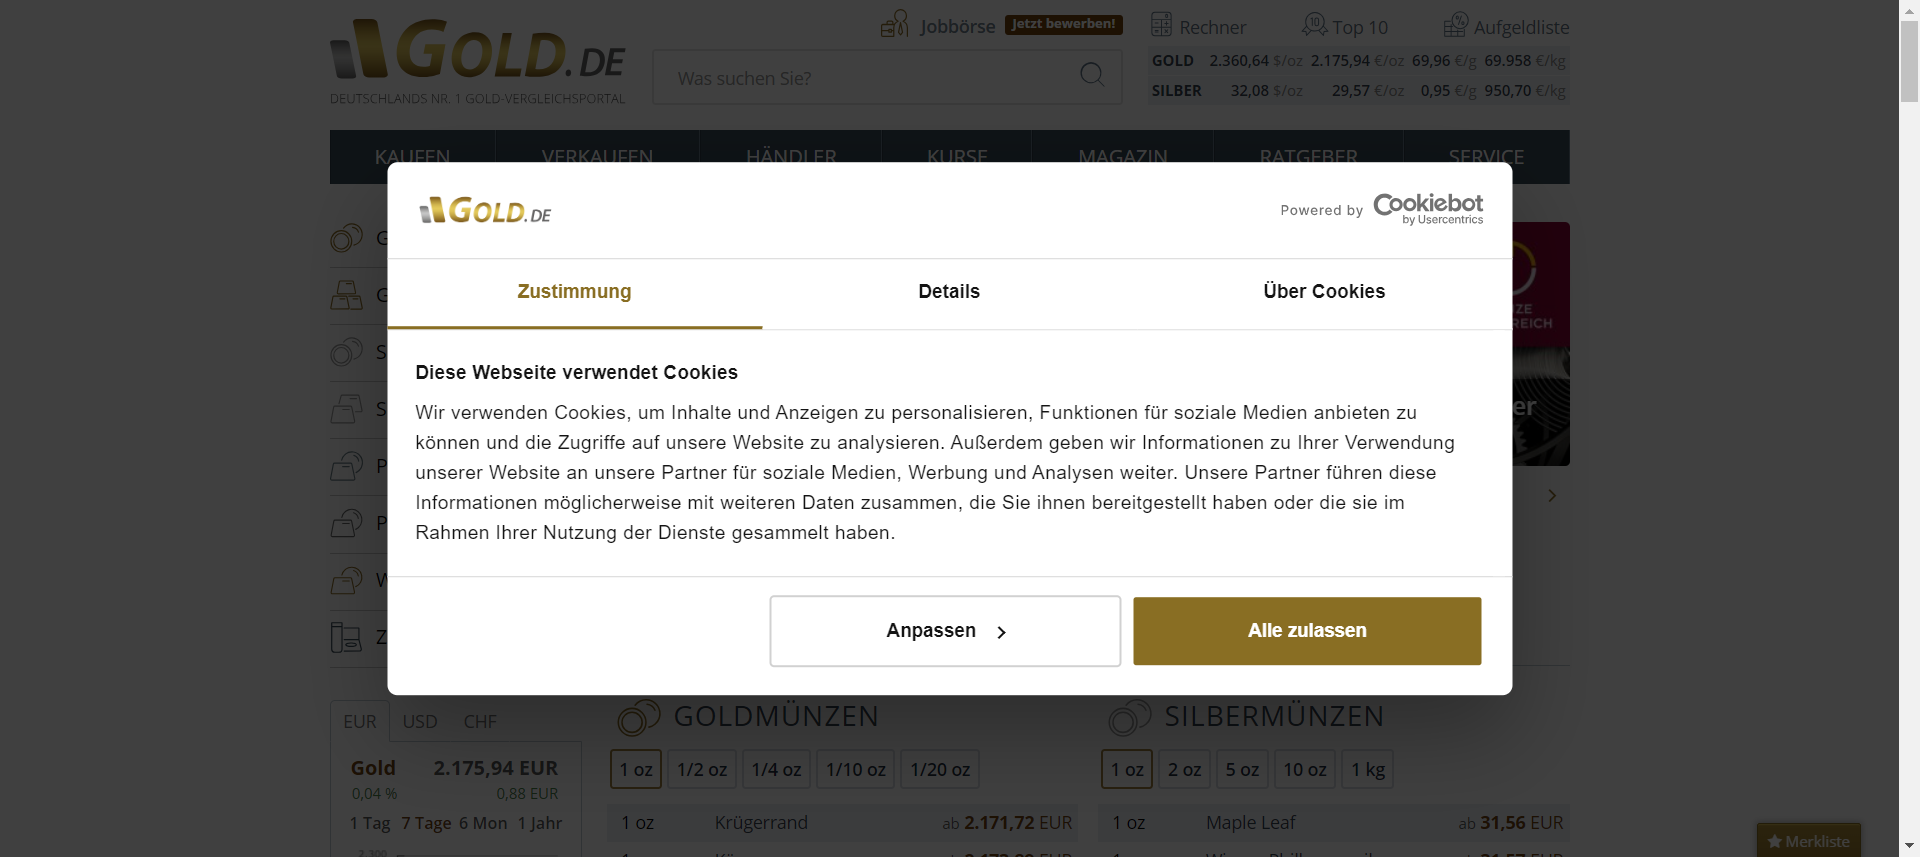 GOLD.DE
DEUTSCHLANDS NR. 1 GOLD-VERGLEICHSPORTAL
Jobbörse Jetzt bewerben!
Was suchen Sie?
Rechner
Top 10
Aufgeldliste
GOLD 2.360,64 $/oz 2.175,94 €/oz 69,96 €/g 69.958 €/kg
SILBER 32,08 $/oz 29,57 €/oz 0,95 €/g 950,70 €/kg
KAUFEN VERKAUFEN HÄNDLER KURSE MAGAZIN RATGEBER SERVICE
GOLD.DE
Powered by Cookiebot
by Usercentrics
Zustimmung
Details
Über Cookies
Diese Webseite verwendet Cookies
Wir verwenden Cookies, um Inhalte und Anzeigen zu personalisieren, Funktionen für soziale Medien anbieten zu
können und die Zugriffe auf unsere Website zu analysieren. Außerdem geben wir Informationen zu Ihrer Verwendung
unserer Website an unsere Partner für soziale Medien, Werbung und Analysen weiter. Unsere Partner führen diese
Informationen möglicherweise mit weiteren Daten zusammen, die Sie ihnen bereitgestellt haben oder die sie im
Rahmen Ihrer Nutzung der Dienste gesammelt haben.
Anpassen
Alle zulassen
EUR USD CHF
Gold 2.175,94 EUR
0,04 % 0,88 EUR
1 Tag 7 Tage 6 Mon 1 Jahr
GOLDMÜNZEN
1 oz 1/2 oz 1/4 oz 1/10 oz 1/20 oz
1 oz Krügerrand ab 2.171,72 EUR
SILBERMÜNZEN
1 oz 2 oz 5 oz 10 oz 1 kg
1 oz Maple Leaf ab 31,56 EUR
Merkliste